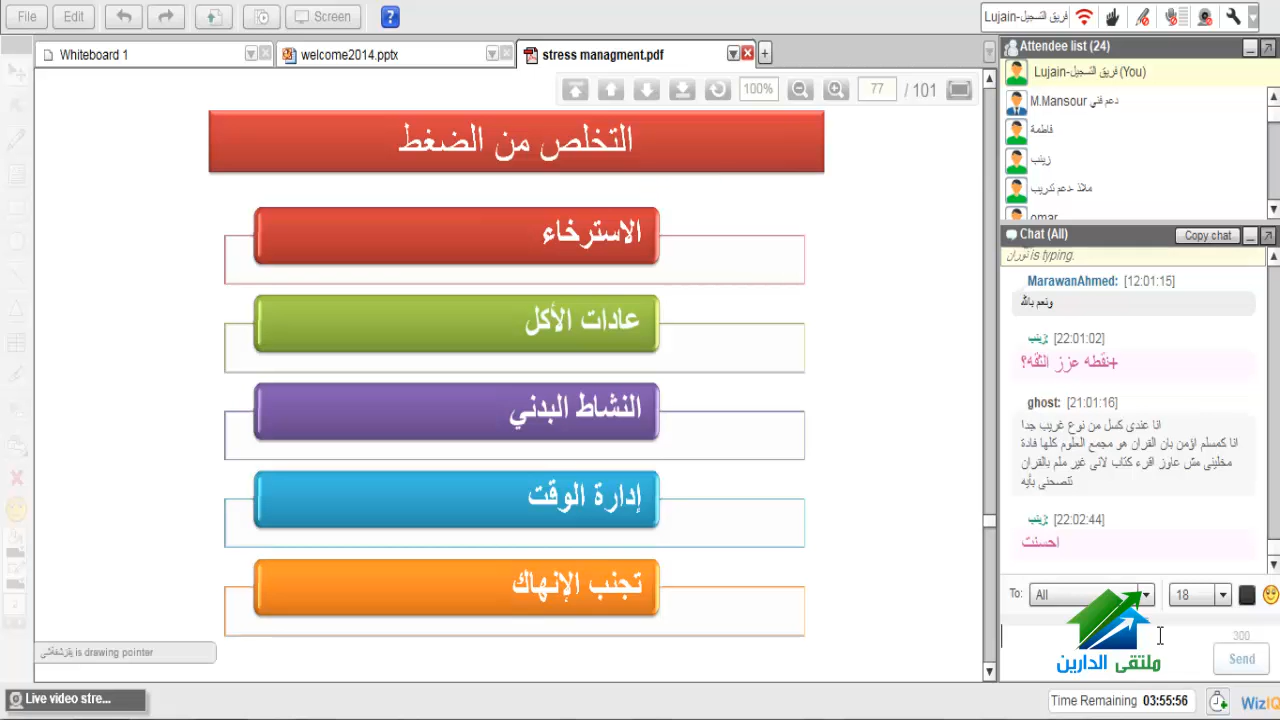 File
Edit
Screen
?
Lujain-فريق التسجيل
Whiteboard 1
welcome2014.pptx
stress managment.pdf
100%
77 / 101
التخلص من الضغط
الاسترخاء
عادات الأكل
النشاط البدني
إدارة الوقت
تجنب الإنهاك
is drawing pointer
Live video stre...
Attendee list (24)
Lujain-فريق التسجيل (You)
M.Mansour دعم فني
فاطمة
زينب
ملاذ -دعم تدريب
omar
Chat (All)
Copy chat
نوران is typing.
MarawanAhmed: [12:01:15]
ونعم بالله
زينب: [22:01:02]
+نقطه عزز الثقه؟
ghost: [21:01:16]
انا عندى كسل من نوع غريب جدا
انا كمسلم اؤمن بان القران هو مجمع العلوم كلها فادة
مخلينى مش عاوز اقرء كتاب لانى غير ملم بالقران
تنصحنى بأيه
زينب: [22:02:44]
احسنت
To:
All
18
300
Send
ملتقى الدارين
Time Remaining 03:55:56
WizIQ